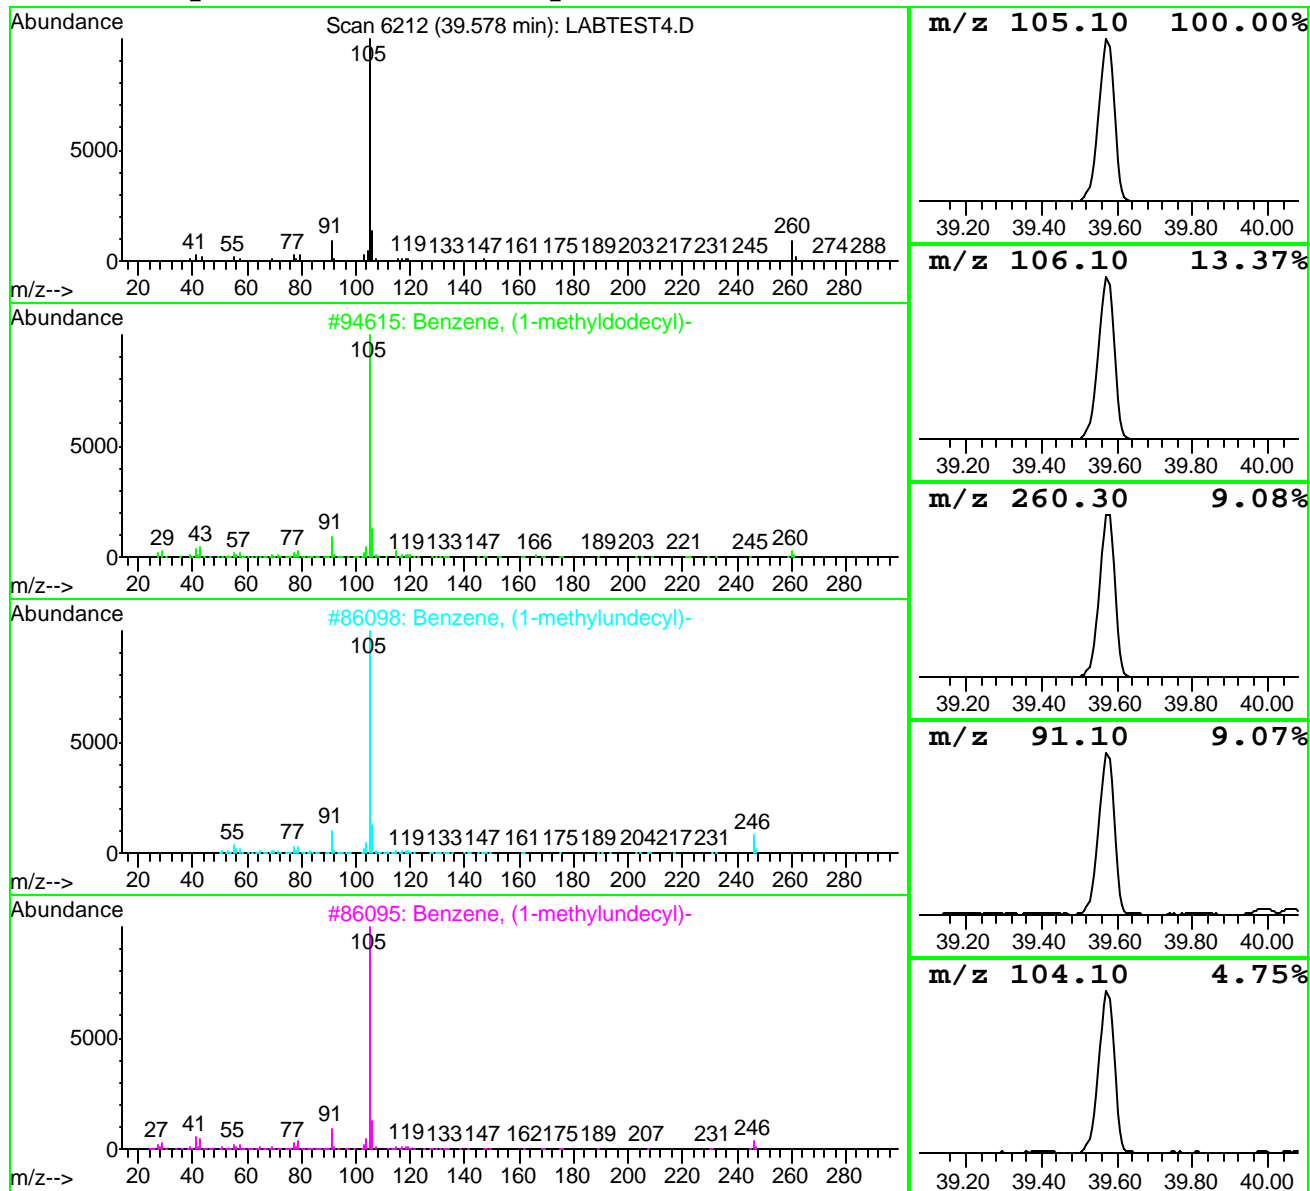 Abundance
Scan 6212 (39.578 min): LABTEST4.D
105
5000
41 55 77 91 119 133 147 161 175 189 203 217 231 245 260 274 288
0
20 40 60 80 100 120 140 160 180 200 220 240 260 280
m/z-->
Abundance
#94615: Benzene, (1-methyldodecyl)-
105
5000
29 43 57 77 91 119 133 147 166 189 203 221 245 260
0
20 40 60 80 100 120 140 160 180 200 220 240 260 280
m/z-->
Abundance
#86098: Benzene, (1-methylundecyl)-
105
5000
55 77 91 119 133 147 161 175 189 204 217 231 246
0
20 40 60 80 100 120 140 160 180 200 220 240 260 280
m/z-->
Abundance
#86095: Benzene, (1-methylundecyl)-
105
5000
27 41 55 77 91 119 133 147 162 175 189 207 231 246
0
20 40 60 80 100 120 140 160 180 200 220 240 260 280
m/z-->
m/z 105.10 100.00%
39.20 39.40 39.60 39.80 40.00
m/z 106.10 13.37%
39.20 39.40 39.60 39.80 40.00
m/z 260.30 9.08%
39.20 39.40 39.60 39.80 40.00
m/z 91.10 9.07%
39.20 39.40 39.60 39.80 40.00
m/z 104.10 4.75%
39.20 39.40 39.60 39.80 40.00